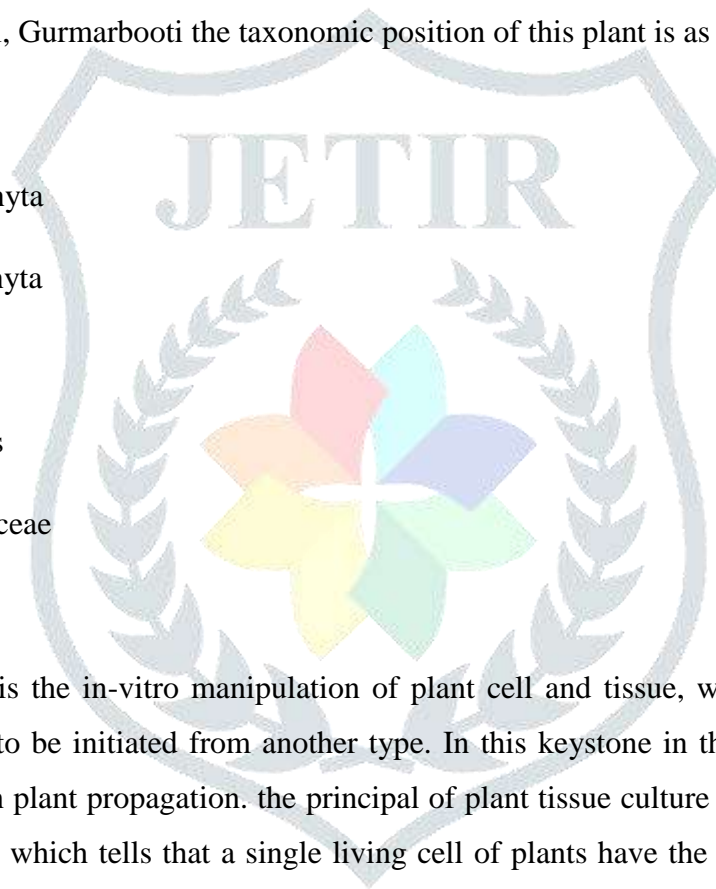 , Gurmarbooti the taxonomic position of this plant is as
JETIR
hyta
hyta
s
ceae
is the in-vitro manipulation of plant cell and tissue, w
to be initiated from another type. In this keystone in th
n plant propagation. the principal of plant tissue culture
which tells that a single living cell of plants have the